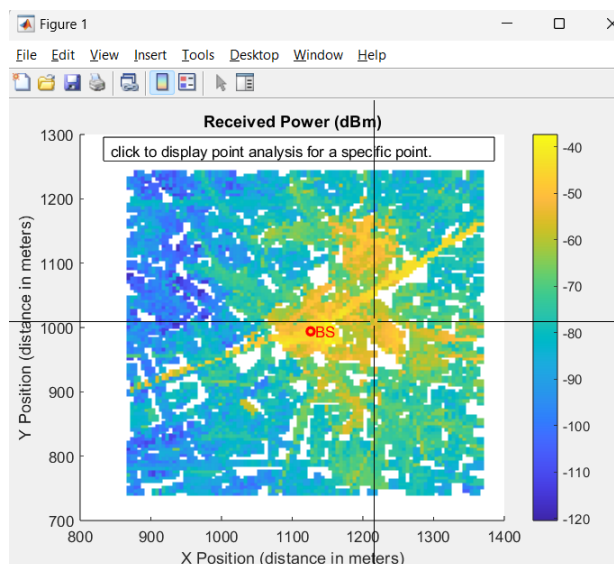 Figure 1
File Edit View Insert Tools Desktop Window Help
Received Power (dBm)
click to display point analysis for a specific point.
1300
1200
1100
1000
900
800
700
Y Position (distance in meters)
BS
800 900 1000 1100 1200 1300 1400
X Position (distance in meters)
-40
-50
-60
-70
-80
-90
-100
-110
-120